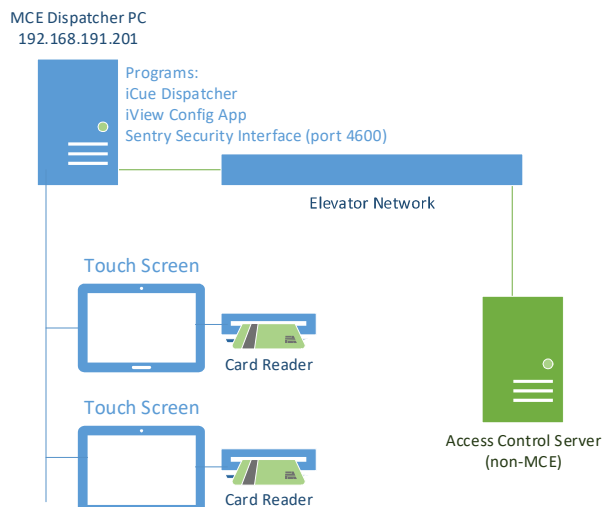 MCE Dispatcher PC
192.168.191.201
Programs:
iCue Dispatcher
iView Config App
Sentry Security Interface (port 4600)
Elevator Network
Touch Screen
Card Reader
Touch Screen
Card Reader
Access Control Server
(non-MCE)